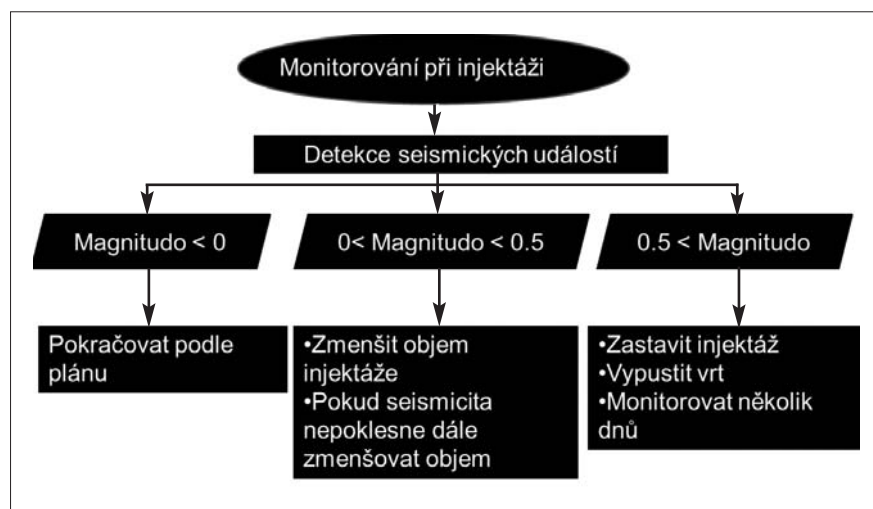 Monitorování při injektáži
Detekce seismických událostí
Magnitudo < 0
0< Magnitudo < 0.5
0.5 < Magnitudo
Pokračovat podle
plánu
•Zmenšit objem
injektáže
•Pokud seismicita
nepoklesne dále
zmenšovat objem
•Zastavit injektáž
•Vypustit vrt
•Monitorovat několik
dnů